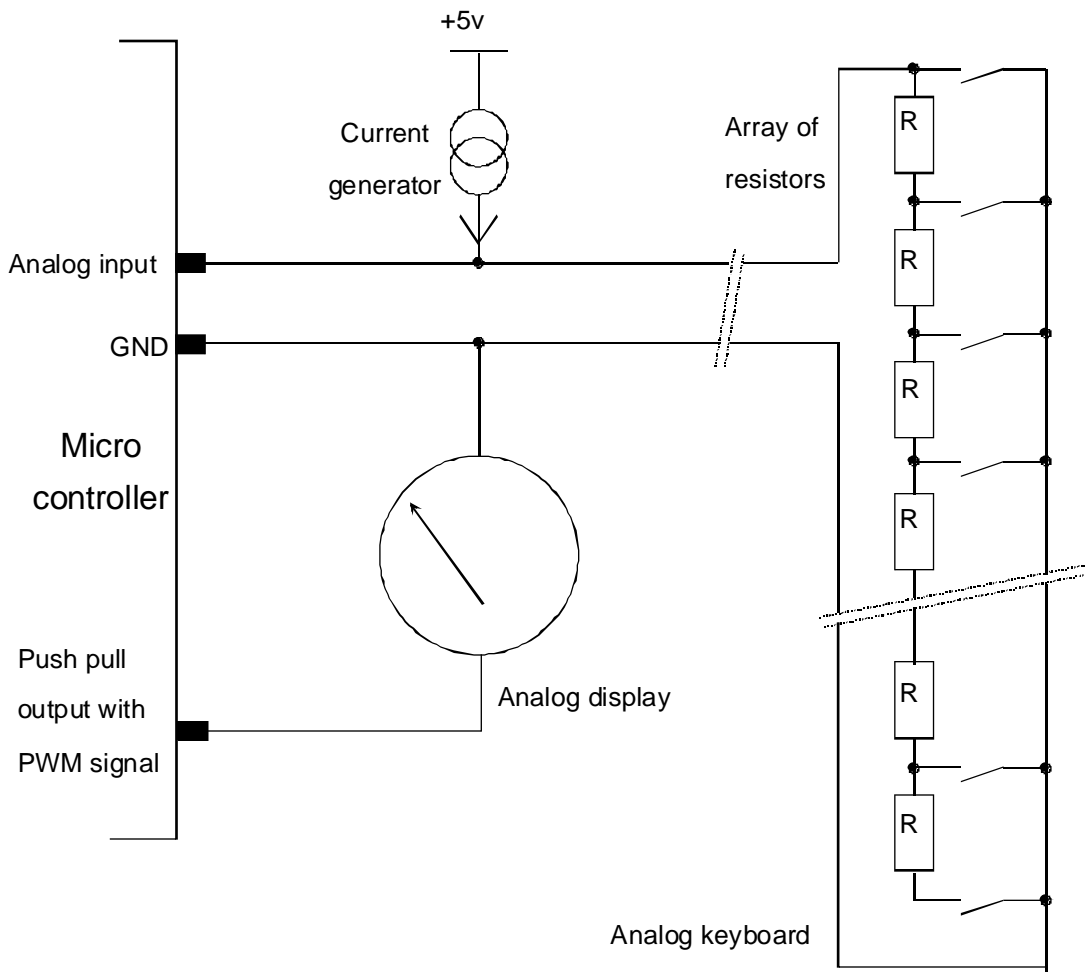 +5v
Current
generator
Array of
resistors
R
R
R
R
R
R
Analog input
GND
Micro
controller
Push pull
output with
PWM signal
Analog display
Analog keyboard